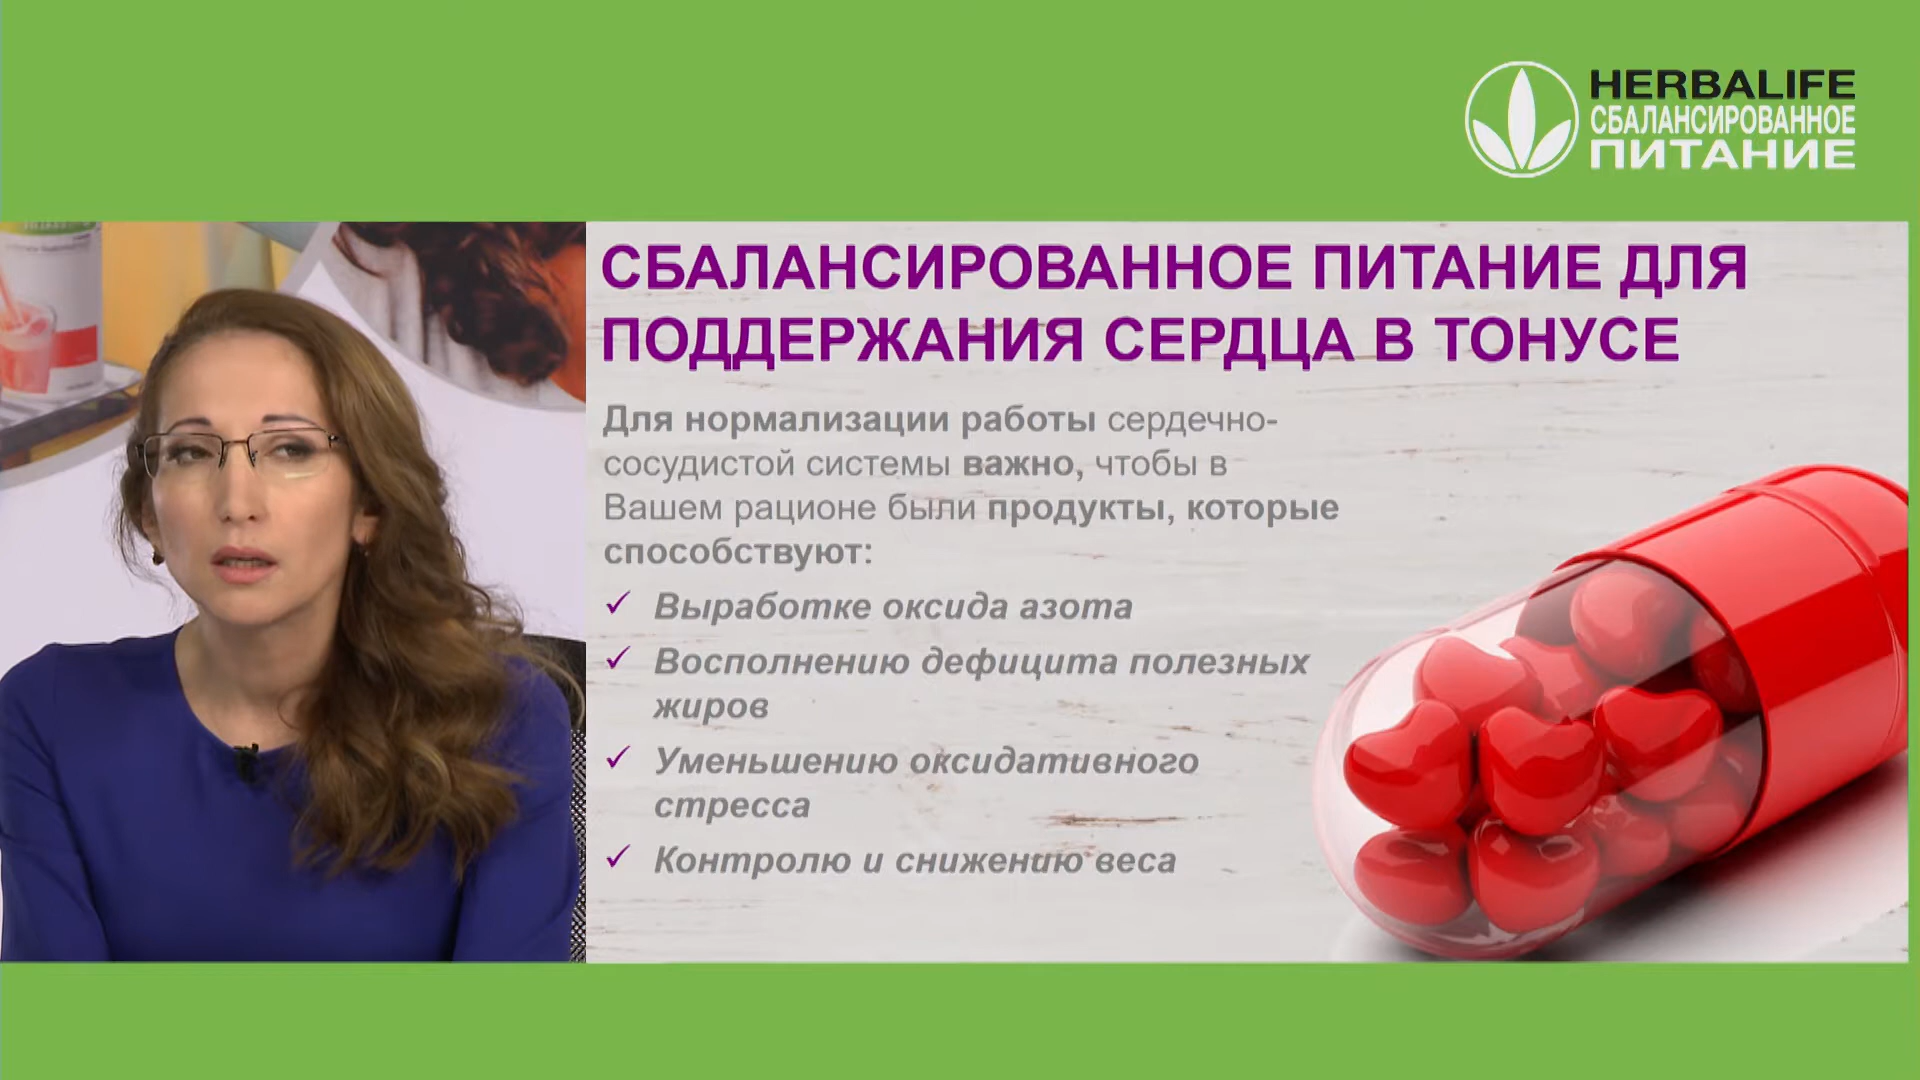 HERBALIFE
СБАЛАНСИРОВАННОЕ
ПИТАНИЕ
СБАЛАНСИРОВАННОЕ ПИТАНИЕ ДЛЯ
ПОДДЕРЖАНИЯ СЕРДЦА В ТОНУСЕ
Для нормализации работы сердечно-
сосудистой системы важно, чтобы в
Вашем рационе были продукты, которые
способствуют:
✓ Выработке оксида азота
✓ Восполнению дефицита полезных
жиров
✓ Уменьшению оксидативного
стресса
✓ Контролю и снижению веса